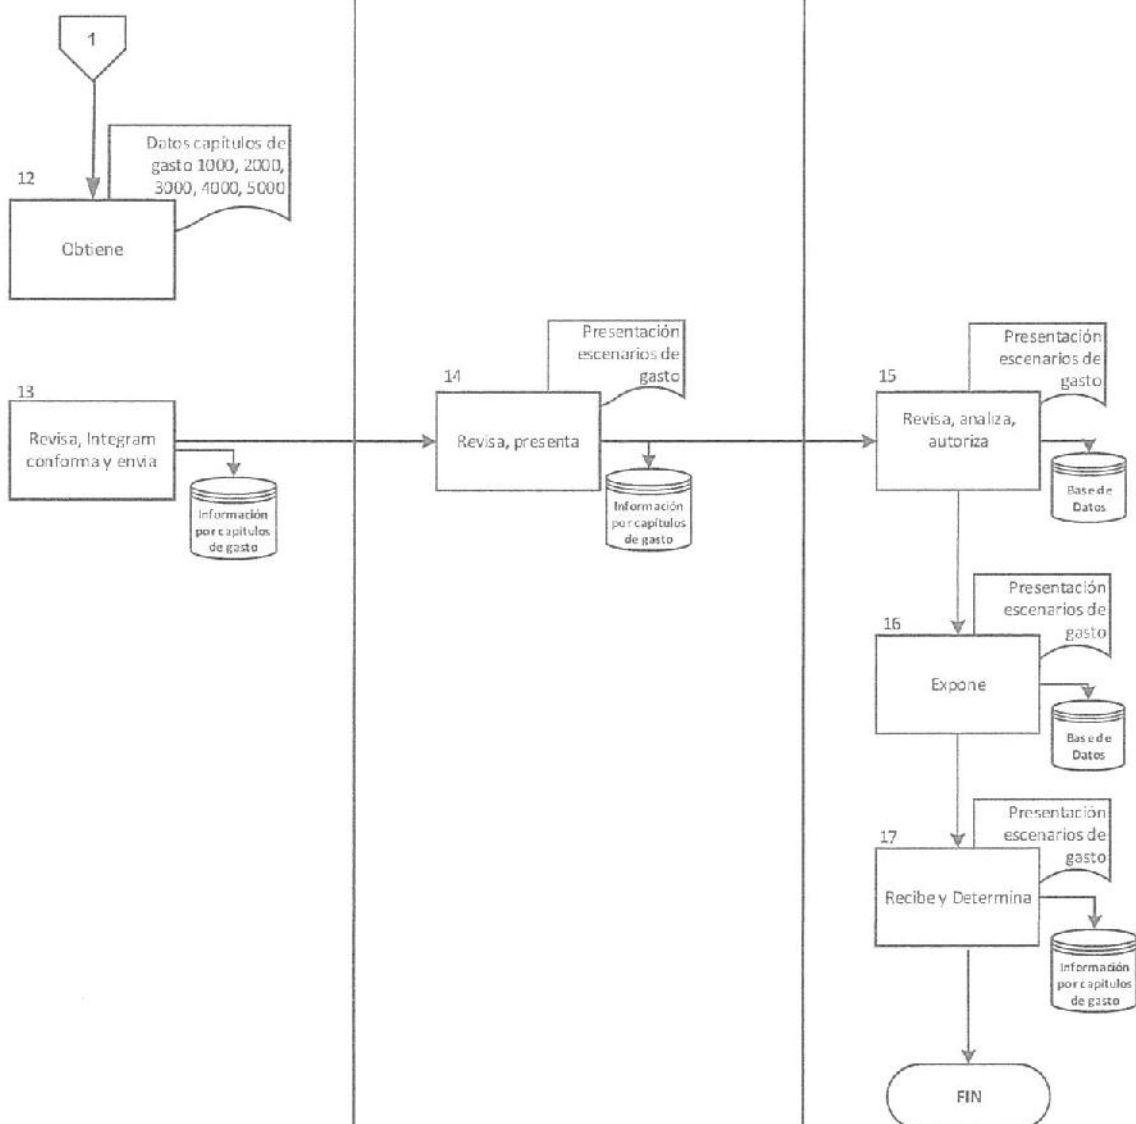 1
Datos capítulos de
gasto 1000, 2000,
3000, 4000, 5000
12
Obtiene
13
Revisa, Integram
conforma y envia
Información
por capítulos
de gasto
Presentación
escenarios de
gasto
14
Revisa, presenta
Información
por capítulos
de gasto
Presentación
escenarios de
gasto
15
Revisa, analiza,
autoriza
Base de
Datos
Presentación
escenarios de
gasto
16
Expone
Base de
Datos
Presentación
escenarios de
gasto
17
Recibe y Determina
Información
por capítulos
de gasto
FIN